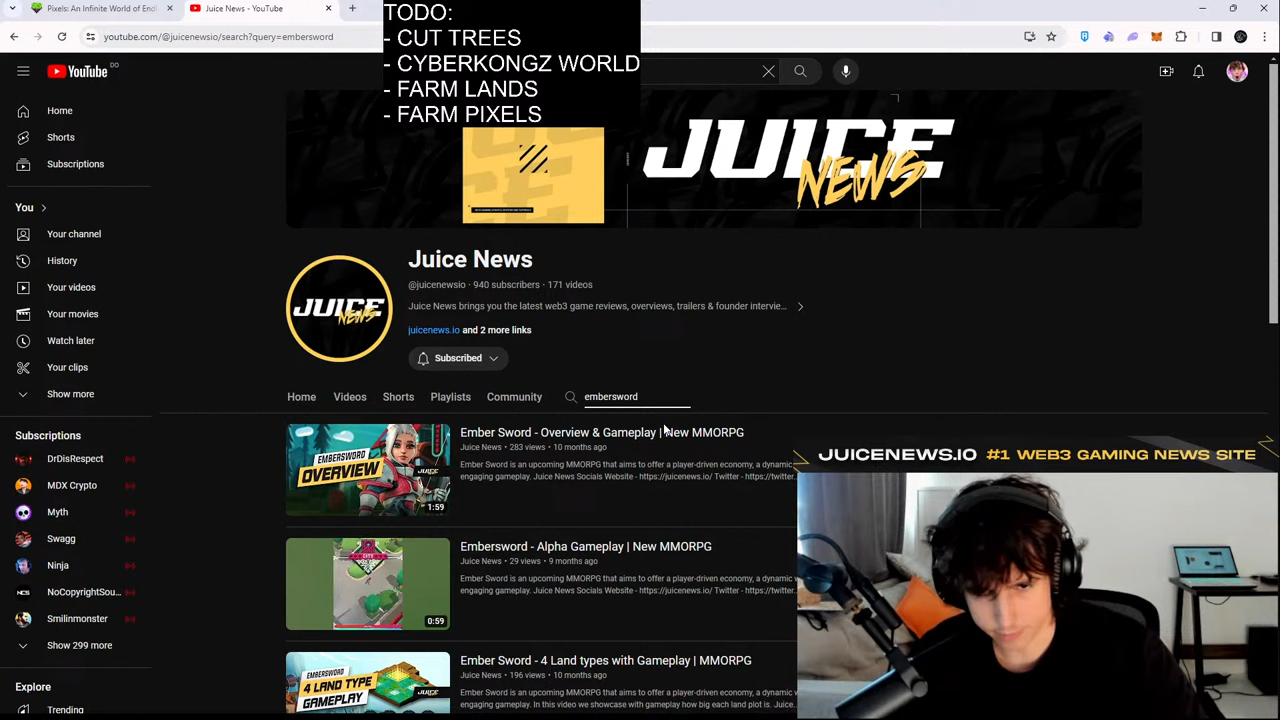 Pixels: An Infinite World of End
Juice News - YouTube
youtube.com/@juicenewsio/search?query=embersword
TODO:
- CUT TREES
- CYBERKONGZ WORLD
- FARM LANDS
- FARM PIXELS
YouTube DO
Home
Shorts
Subscriptions
You
Your channel
History
Your videos
Your movies
Watch later
Your clips
Show more
Subscriptions
DrDisRespect
MDX Crypto
Myth
Swagg
Ninja
NoCopyrightSou...
Smilinmonster
Show 299 more
Explore
Trending
JUICE
NEWS
JUICE
NEWS
Juice News
@juicenewsio · 940 subscribers · 171 videos
Juice News brings you the latest web3 game reviews, overviews, trailers & founder intervie...
juicenews.io and 2 more links
Subscribed
Home Videos Shorts Playlists Community embersword
EMBERSWORD
OVERVIEW
JUICE
1:59
Ember Sword - Overview & Gameplay | New MMORPG
Juice News · 283 views · 10 months ago
Ember Sword is an upcoming MMORPG that aims to offer a player-driven economy, a dynamic
engaging gameplay. Juice News Socials Website - https://juicenews.io/ Twitter - https://twitter..
CITY
0:59
Embersword - Alpha Gameplay | New MMORPG
Juice News · 29 views · 9 months ago
Ember Sword is an upcoming MMORPG that aims to offer a player-driven economy, a dynamic w
engaging gameplay. Juice News Socials Website - https://juicenews.io/ Twitter - https://twitter..
EMBERSWORD
4 LAND TYPE
GAMEPLAY
JUICE
Ember Sword - 4 Land types with Gameplay | MMORPG
Juice News · 196 views · 10 months ago
Ember Sword is an upcoming MMORPG that aims to offer a player-driven economy, a dynamic w
engaging gameplay. In this video we showcase with gameplay how big each land plot is. Juice..
JUICENEWS.IO #1 WEB3 GAMING NEWS SITE